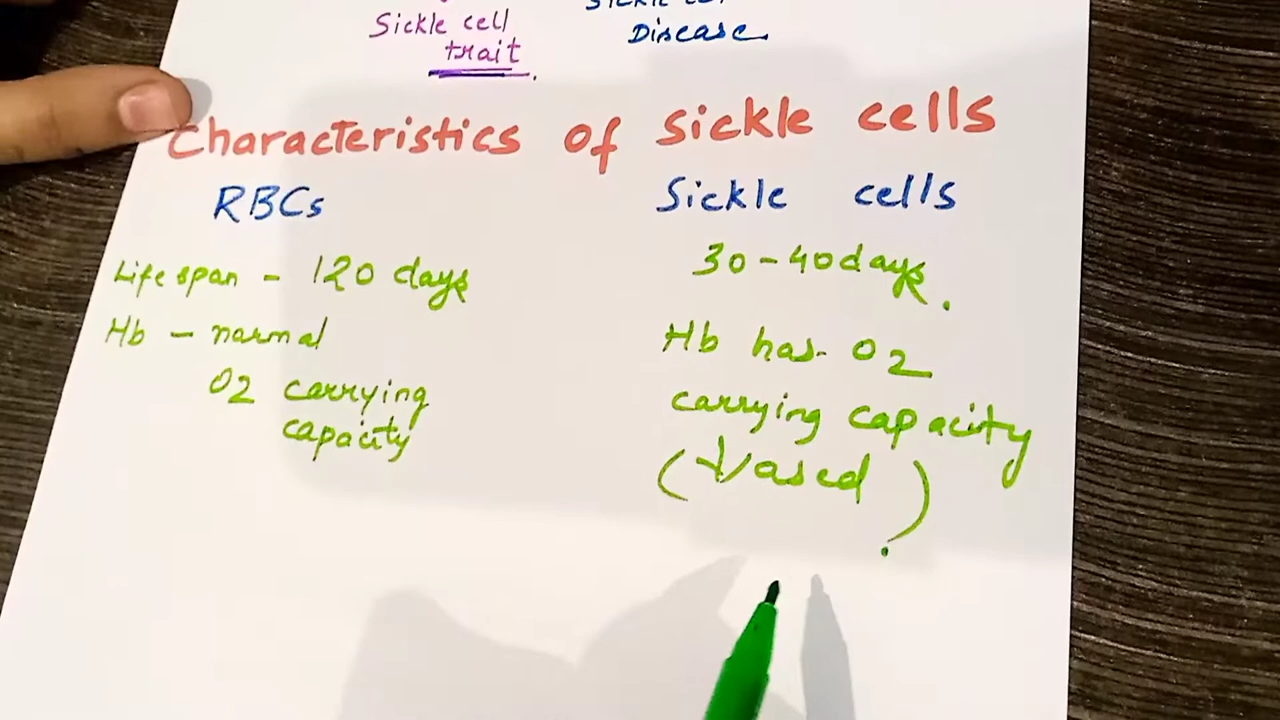 Sickle cell
trait.
Disease.
Characteristics of sickle cells
RBCs
Life span - 120 days
Hb - normal
O2 carrying
capacity
Sickle cells
30-40 days.
Hb has O2
carrying capacity
(↓ased).